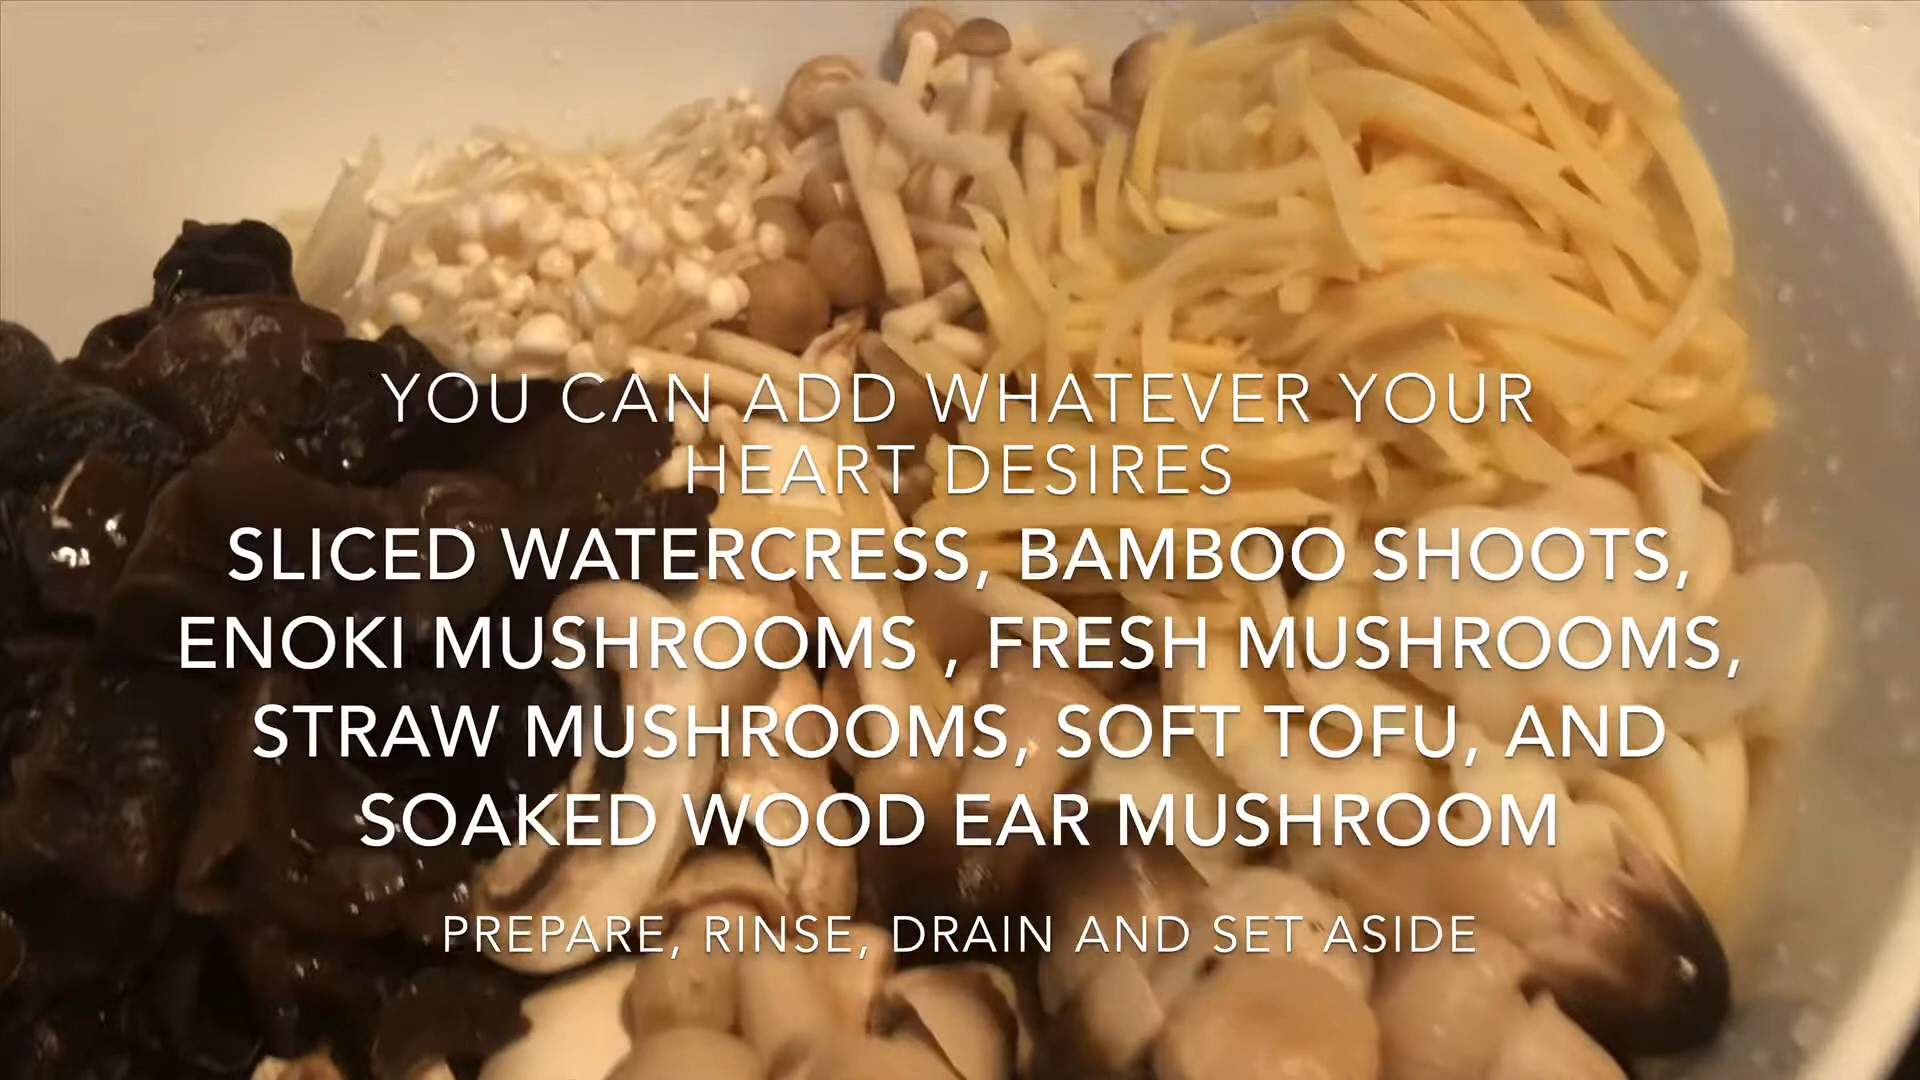 YOU CAN ADD WHATEVER YOUR
HEART DESIRES
SLICED WATERCRESS, BAMBOO SHOOTS,
ENOKI MUSHROOMS , FRESH MUSHROOMS,
STRAW MUSHROOMS, SOFT TOFU, AND
SOAKED WOOD EAR MUSHROOM
PREPARE, RINSE, DRAIN AND SET ASIDE